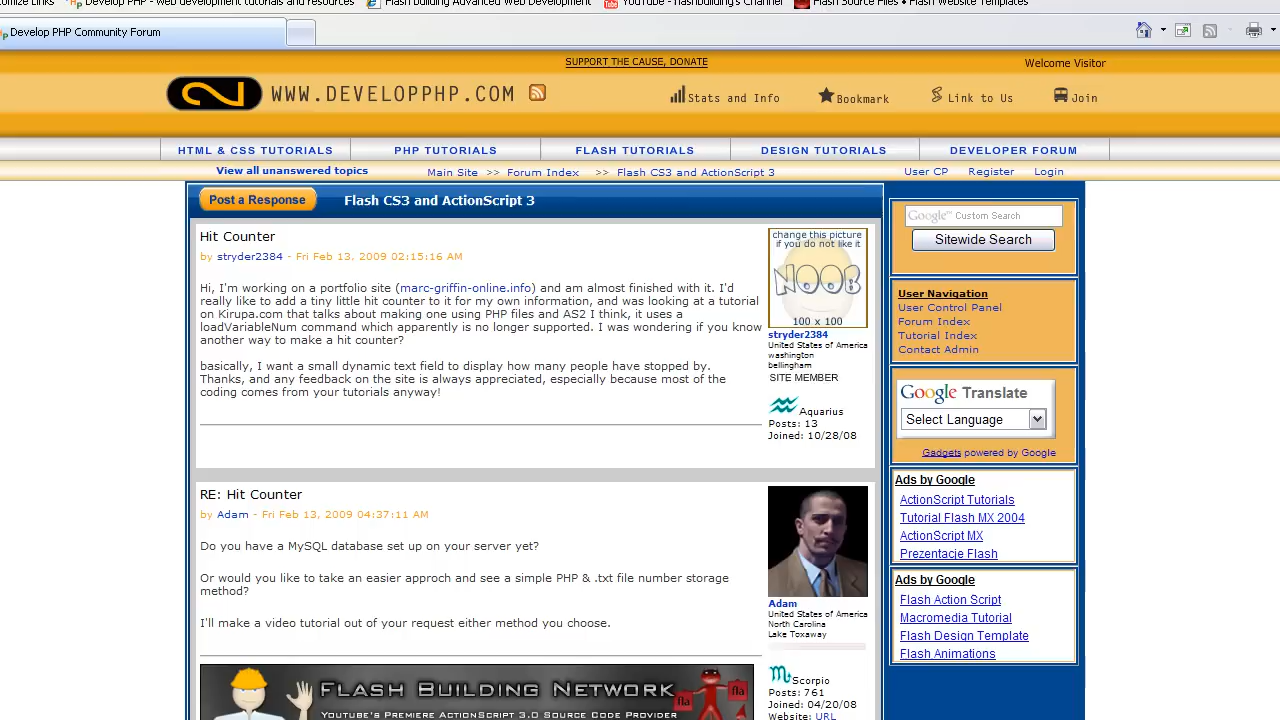 Develop PHP - web development tutorials and resources
Flash Building Advanced Web Development
YouTube - flashbuilding's Channel
Flash Source Files • Flash Website Templates
Develop PHP Community Forum
SUPPORT THE CAUSE, DONATE
Welcome Visitor
WWW.DEVELOPPHP.COM
Stats and Info
Bookmark
Link to Us
Join
HTML & CSS TUTORIALS
PHP TUTORIALS
FLASH TUTORIALS
DESIGN TUTORIALS
DEVELOPER FORUM
View all unanswered topics
Main Site >> Forum Index >> Flash CS3 and ActionScript 3
User CP
Register
Login
Post a Response
Flash CS3 and ActionScript 3
Hit Counter
by stryder2384 - Fri Feb 13, 2009 02:15:16 AM
Hi, I'm working on a portfolio site (marc-griffin-online.info) and am almost finished with it. I'd
really like to add a tiny little hit counter to it for my own information, and was looking at a tutorial
on Kirupa.com that talks about making one using PHP files and AS2 I think, it uses a
loadVariableNum command which apparently is no longer supported. I was wondering if you know
another way to make a hit counter?
basically, I want a small dynamic text field to display how many people have stopped by.
Thanks, and any feedback on the site is always appreciated, especially because most of the
coding comes from your tutorials anyway!
change this picture
if you do not like it
NOOB
100 x 100
stryder2384
United States of America
washington
bellingham
SITE MEMBER
Aquarius
Posts: 13
Joined: 10/28/08
RE: Hit Counter
by Adam - Fri Feb 13, 2009 04:37:11 AM
Do you have a MySQL database set up on your server yet?
Or would you like to take an easier approch and see a simple PHP & .txt file number storage
method?
I'll make a video tutorial out of your request either method you choose.
Adam
United States of America
North Carolina
Lake Toxaway
Scorpio
Posts: 761
Joined: 04/20/08
Website: URL
FLASH BUILDING NETWORK
YOUTUBE'S PREMIERE ACTIONSCRIPT 3.0 SOURCE CODE PROVIDER
fla
fla
Google™ Custom Search
Sitewide Search
User Navigation
User Control Panel
Forum Index
Tutorial Index
Contact Admin
Google Translate
Select Language
Gadgets powered by Google
Ads by Google
ActionScript Tutorials
Tutorial Flash MX 2004
ActionScript MX
Prezentacje Flash
Ads by Google
Flash Action Script
Macromedia Tutorial
Flash Design Template
Flash Animations